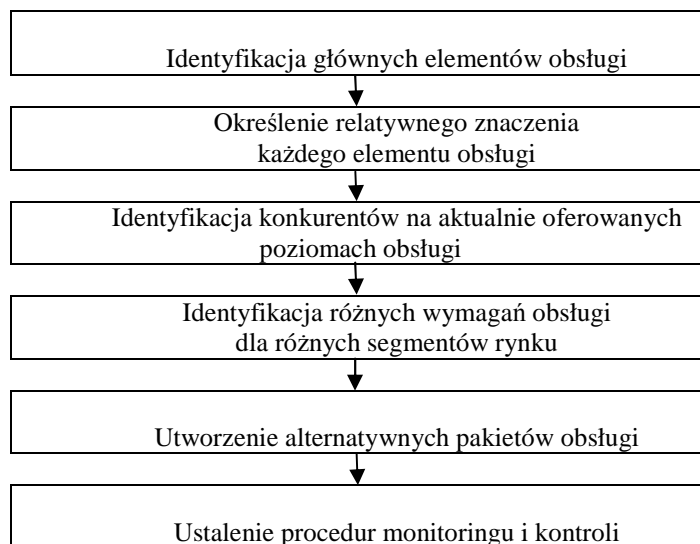 Identyfikacja głównych elementów obsługi
Określenie relatywnego znaczenia
każdego elementu obsługi
Identyfikacja konkurentów na aktualnie oferowanych
poziomach obsługi
Identyfikacja różnych wymagań obsługi
dla różnych segmentów rynku
Utworzenie alternatywnych pakietów obsługi
Ustalenie procedur monitoringu i kontroli